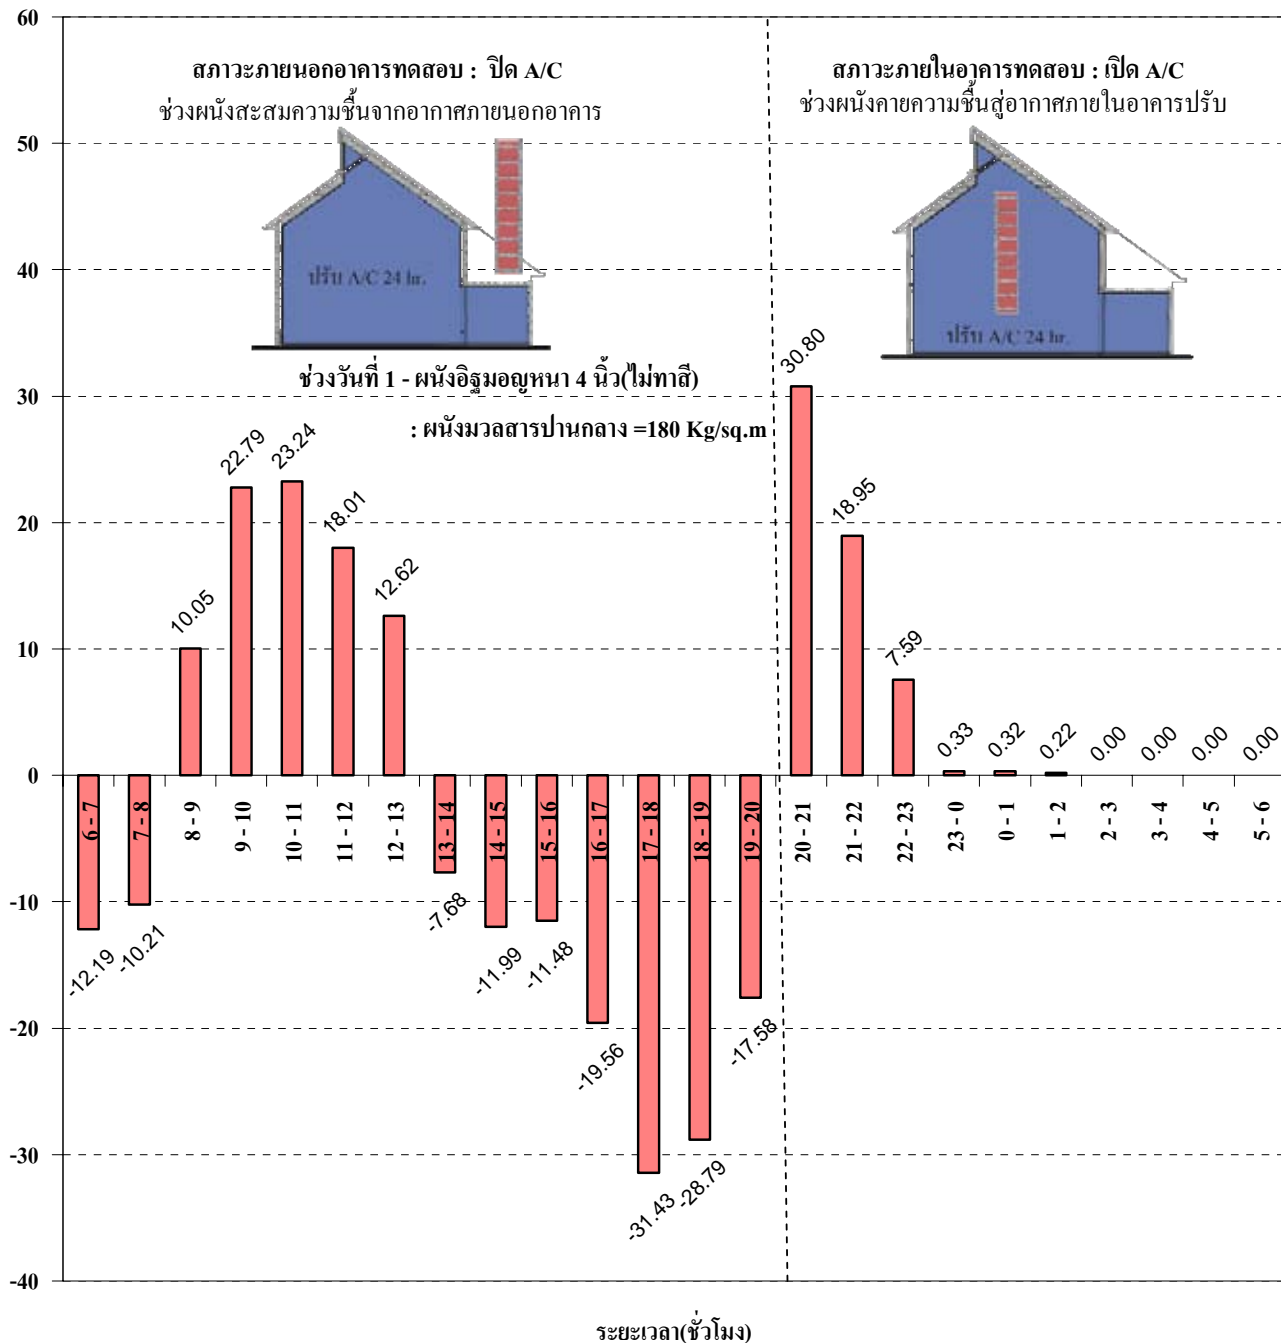 60
50
40
30
20
10
0
-10
-20
-30
-40
สภาวะภายนอกอาคารทดสอบ : ปิด A/C
ช่วงผนังสะสมความชื้นจากอากาศภายนอกอาคาร
ปรับ A/C 24 hr.
ช่วงวันที่ 1 - ผนังอิฐมอญหนา 4 นิ้ว(ไม่ทาสี)
: ผนังมวลสารปานกลาง =180 Kg/sq.m
สภาวะภายในอาคารทดสอบ : เปิด A/C
ช่วงผนังคายความชื้นสู่อากาศภายในอาคารปรับ
ปรับ A/C 24 hr.
-12.19
-10.21
10.05
22.79
23.24
18.01
12.62
-7.68
-11.99
-11.48
-19.56
-31.43
-28.79
-17.58
30.80
18.95
7.59
0.33
0.32
0.22
0.00
0.00
0.00
0.00
6 - 7
7 - 8
8 - 9
9 - 10
10 - 11
11 - 12
12 - 13
13 - 14
14 - 15
15 - 16
16 - 17
17 - 18
18 - 19
19 - 20
20 - 21
21 - 22
22 - 23
23 - 0
0 - 1
1 - 2
2 - 3
3 - 4
4 - 5
5 - 6
ระยะเวลา(ชั่วโมง)